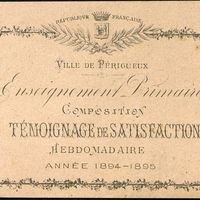 RÉPUBLIQUE FRANÇAISE
VILLE DE PÉRIGUEUX
Enseignement Primaire
COMPOSITION
TÉMOIGNAGE DE SATISFACTION
HEBDOMADAIRE
ANNÉE 1894-1895